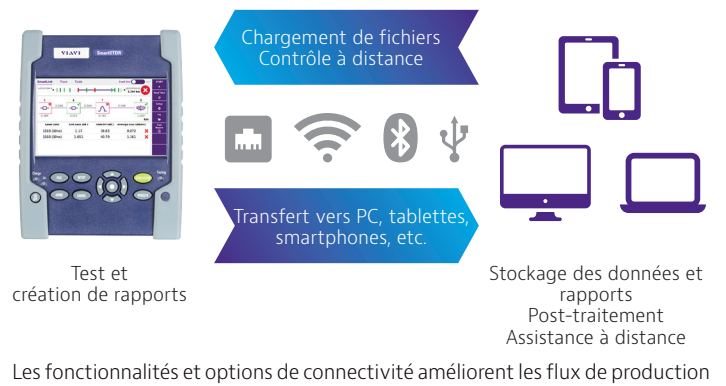 VIAVI
SmartOTDR
Chargement de fichiers
Contrôle à distance
Transfert vers PC, tablettes,
smartphones, etc.
Test et
création de rapports
Stockage des données et
rapports
Post-traitement
Assistance à distance
Les fonctionnalités et options de connectivité améliorent les flux de production